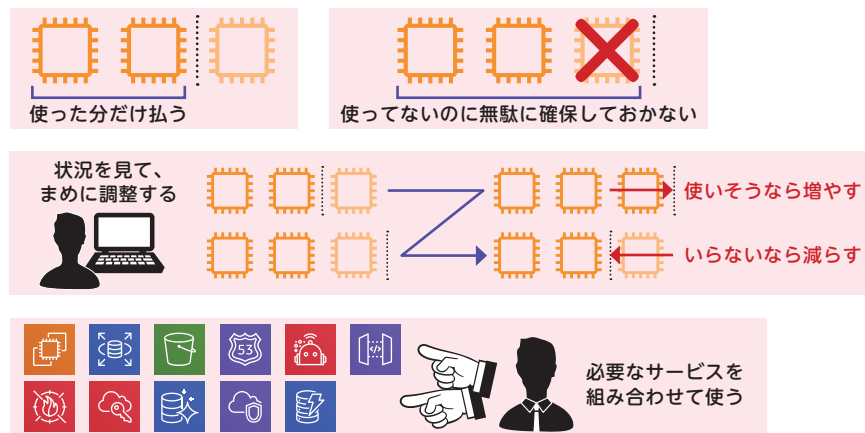 使った分だけ払う
使ってないのに無駄に確保しておかない
状況を見て、
まめに調整する
使いそうなら増やす
いらないなら減らす
53
必要なサービスを
組み合わせて使う